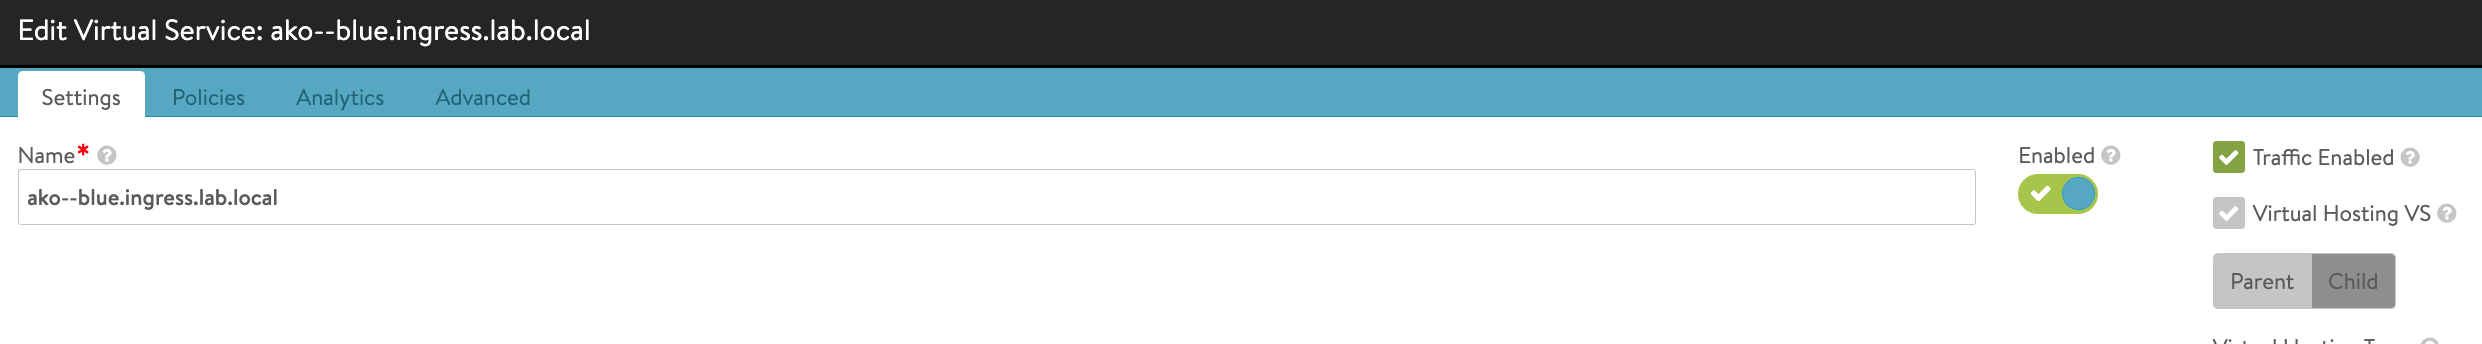 Edit Virtual Service: ako--blue.ingress.lab.local
Settings Policies Analytics Advanced
Name* ?
ako--blue.ingress.lab.local
Enabled ?
Traffic Enabled ?
Virtual Hosting VS ?
Parent Child